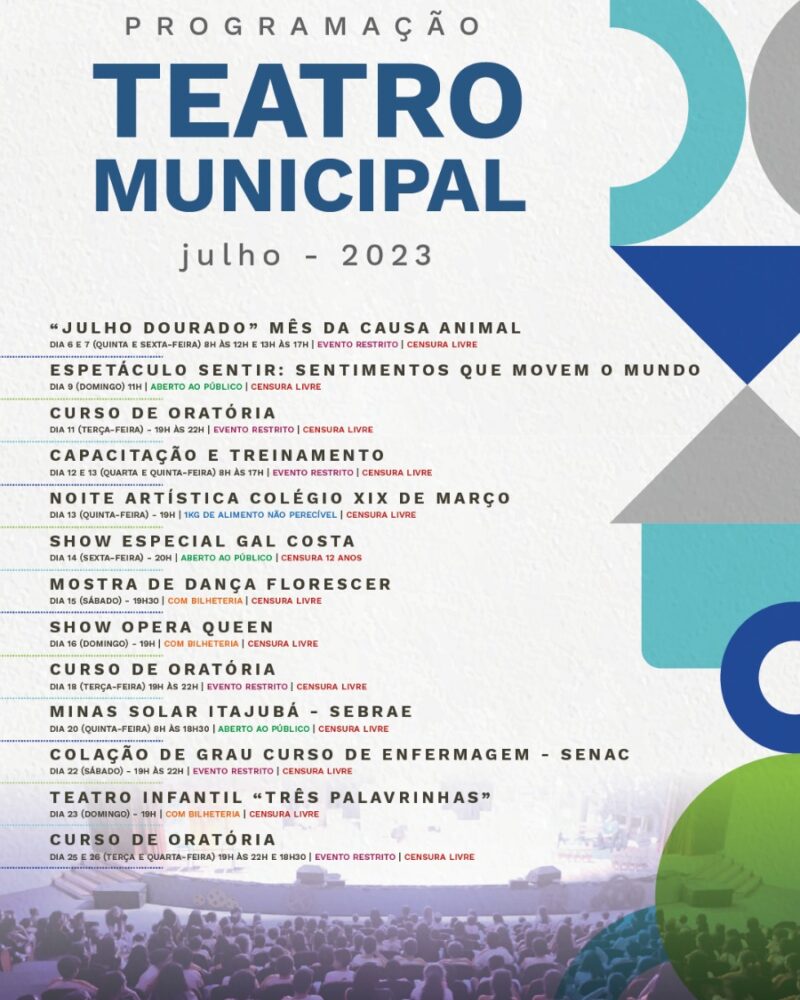 PROGRAMAÇÃO
TEATRO
MUNICIPAL
julho - 2023
“JULHO DOURADO” MÊS DA CAUSA ANIMAL
DIA 6 E 7 (QUINTA E SEXTA-FEIRA) 8H ÀS 12H E 13H ÀS 17H | EVENTO RESTRITO | CENSURA LIVRE
ESPETÁCULO SENTIR: SENTIMENTOS QUE MOVEM O MUNDO
DIA 9 (DOMINGO) 11H | ABERTO AO PÚBLICO | CENSURA LIVRE
CURSO DE ORATÓRIA
DIA 11 (TERÇA-FEIRA) - 19H ÀS 22H | EVENTO RESTRITO | CENSURA LIVRE
CAPACITAÇÃO E TREINAMENTO
DIA 12 E 13 (QUARTA E QUINTA-FEIRA) 8H ÀS 17H | EVENTO RESTRITO | CENSURA LIVRE
NOITE ARTÍSTICA COLÉGIO XIX DE MARÇO
DIA 13 (QUINTA-FEIRA) - 19H | 1KG DE ALIMENTO NÃO PERECÍVEL | CENSURA LIVRE
SHOW ESPECIAL GAL COSTA
DIA 14 (SEXTA-FEIRA) - 20H | ABERTO AO PÚBLICO | CENSURA 12 ANOS
MOSTRA DE DANÇA FLORESCER
DIA 15 (SÁBADO) - 19H30 | COM BILHETERIA | CENSURA LIVRE
SHOW OPERA QUEEN
DIA 16 (DOMINGO) - 19H | COM BILHETERIA | CENSURA LIVRE
CURSO DE ORATÓRIA
DIA 18 (TERÇA-FEIRA) 19H ÀS 22H | EVENTO RESTRITO | CENSURA LIVRE
MINAS SOLAR ITAJUBÁ - SEBRAE
DIA 20 (QUINTA-FEIRA) 8H ÀS 18H30 | ABERTO AO PÚBLICO | CENSURA LIVRE
COLAÇÃO DE GRAU CURSO DE ENFERMAGEM - SENAC
DIA 22 (SÁBADO) - 19H ÀS 22H | EVENTO RESTRITO | CENSURA LIVRE
TEATRO INFANTIL “TRÊS PALAVRINHAS”
DIA 23 (DOMINGO) - 19H | COM BILHETERIA | CENSURA LIVRE
CURSO DE ORATÓRIA
DIA 25 E 26 (TERÇA E QUARTA-FEIRA) 19H ÀS 22H E 18H30 | EVENTO RESTRITO | CENSURA LIVRE